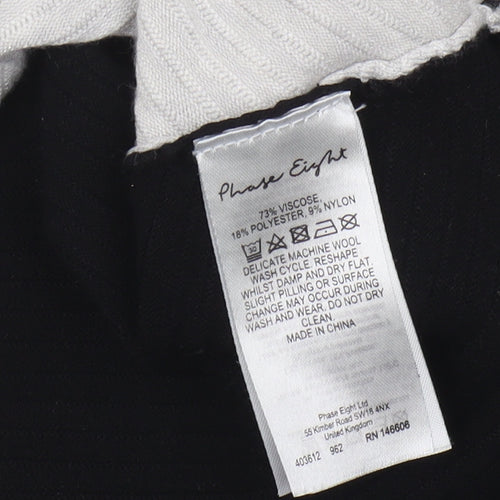 Phase Eight
73% VISCOSE,
18% POLYESTER, 9% NYLON
30
DELICATE MACHINE WOOL
WASH CYCLE. RESHAPE
WHILST DAMP AND DRY FLAT.
SLIGHT PILLING OR SURFACE
CHANGE MAY OCCUR DURING
WASH AND WEAR. DO NOT DRY
CLEAN.
MADE IN CHINA
Phase Eight Ltd
55 Kimber Road SW18 4NX
United Kingdom
403612 962 RN 146606